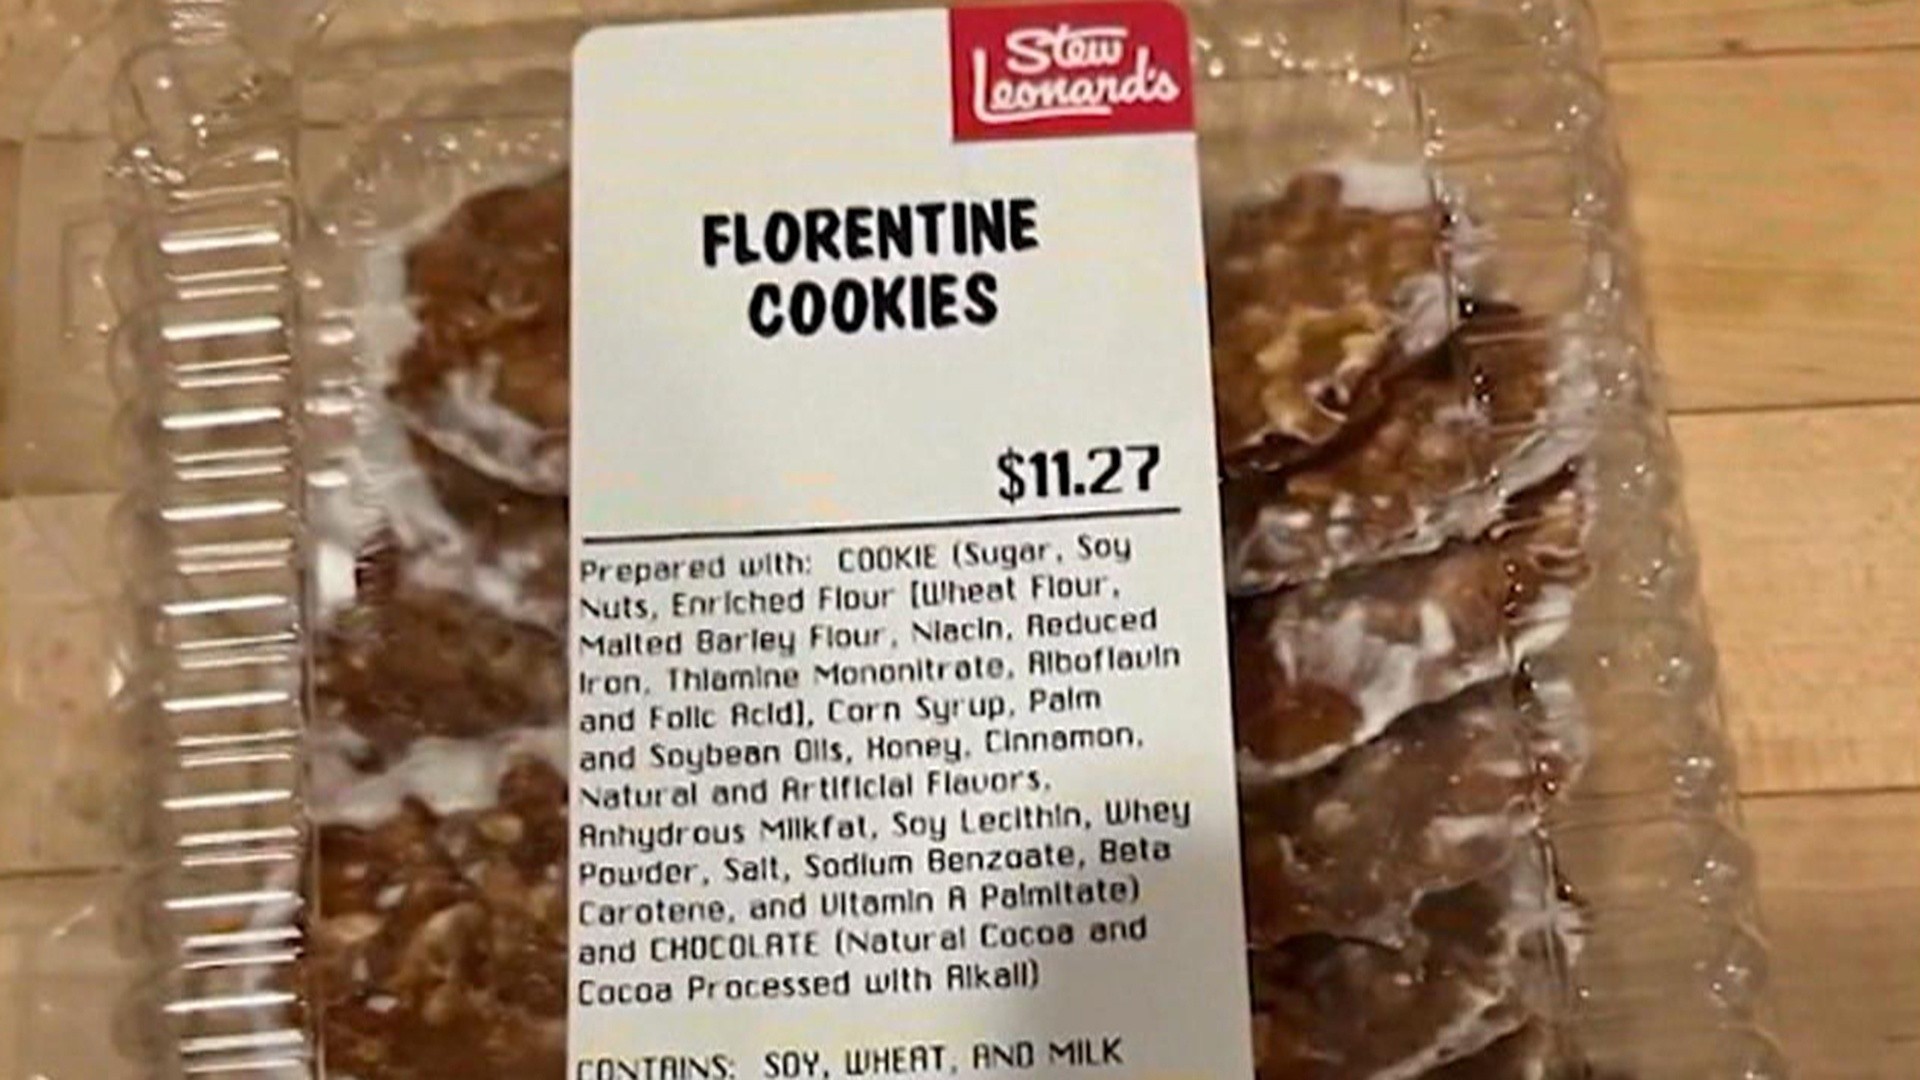 Stew
Leonard's
FLORENTINE
COOKIES
$11.27
Prepared with: COOKIE (Sugar, Soy
Nuts, Enriched Flour [Wheat Flour,
Malted Barley Flour, Niacin, Reduced
Iron, Thiamine Mononitrate, Riboflavin
and Folic Acid], Corn Syrup, Palm
and Soybean Oils, Honey, Cinnamon,
Natural and Artificial Flavors,
Anhydrous Milkfat, Soy Lecithin, Whey
Powder, Salt, Sodium Benzoate, Beta
Carotene, and Vitamin A Palmitate)
and CHOCOLATE (Natural Cocoa and
Cocoa Processed with Alkali)
CONTAINS: SOY, WHEAT, AND MILK